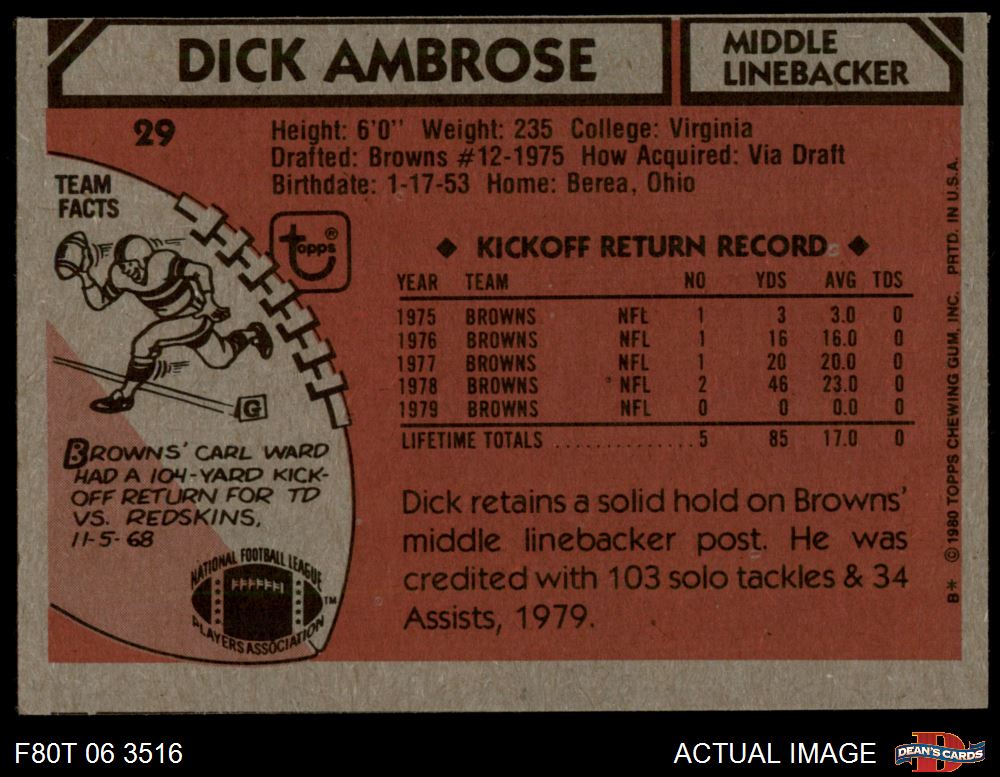 DICK AMBROSE
MIDDLE
LINEBACKER
29
Height: 6'0" Weight: 235 College: Virginia
Drafted: Browns #12-1975 How Acquired: Via Draft
Birthdate: 1-17-53 Home: Berea, Ohio
TEAM
FACTS
topps®
G
BROWNS' CARL WARD
HAD A 104-YARD KICK-
OFF RETURN FOR TD
VS. REDSKINS,
11-5-68
NATIONAL FOOTBALL LEAGUE
PLAYERS ASSOCIATION
TM
◆ KICKOFF RETURN RECORD ◆
YEAR TEAM NO YDS AVG TDS
1975 BROWNS NFL 1 3 3.0 0
1976 BROWNS NFL 1 16 16.0 0
1977 BROWNS NFL 1 20 20.0 0
1978 BROWNS NFL 2 46 23.0 0
1979 BROWNS NFL 0 0 0.0 0
LIFETIME TOTALS .............. 5 85 17.0 0
Dick retains a solid hold on Browns'
middle linebacker post. He was
credited with 103 solo tackles & 34
Assists, 1979.
B* © 1980 TOPPS CHEWING GUM, INC. PRTD. IN U.S.A.
F80T 06 3516
ACTUAL IMAGE
D
DEAN'S CARDS